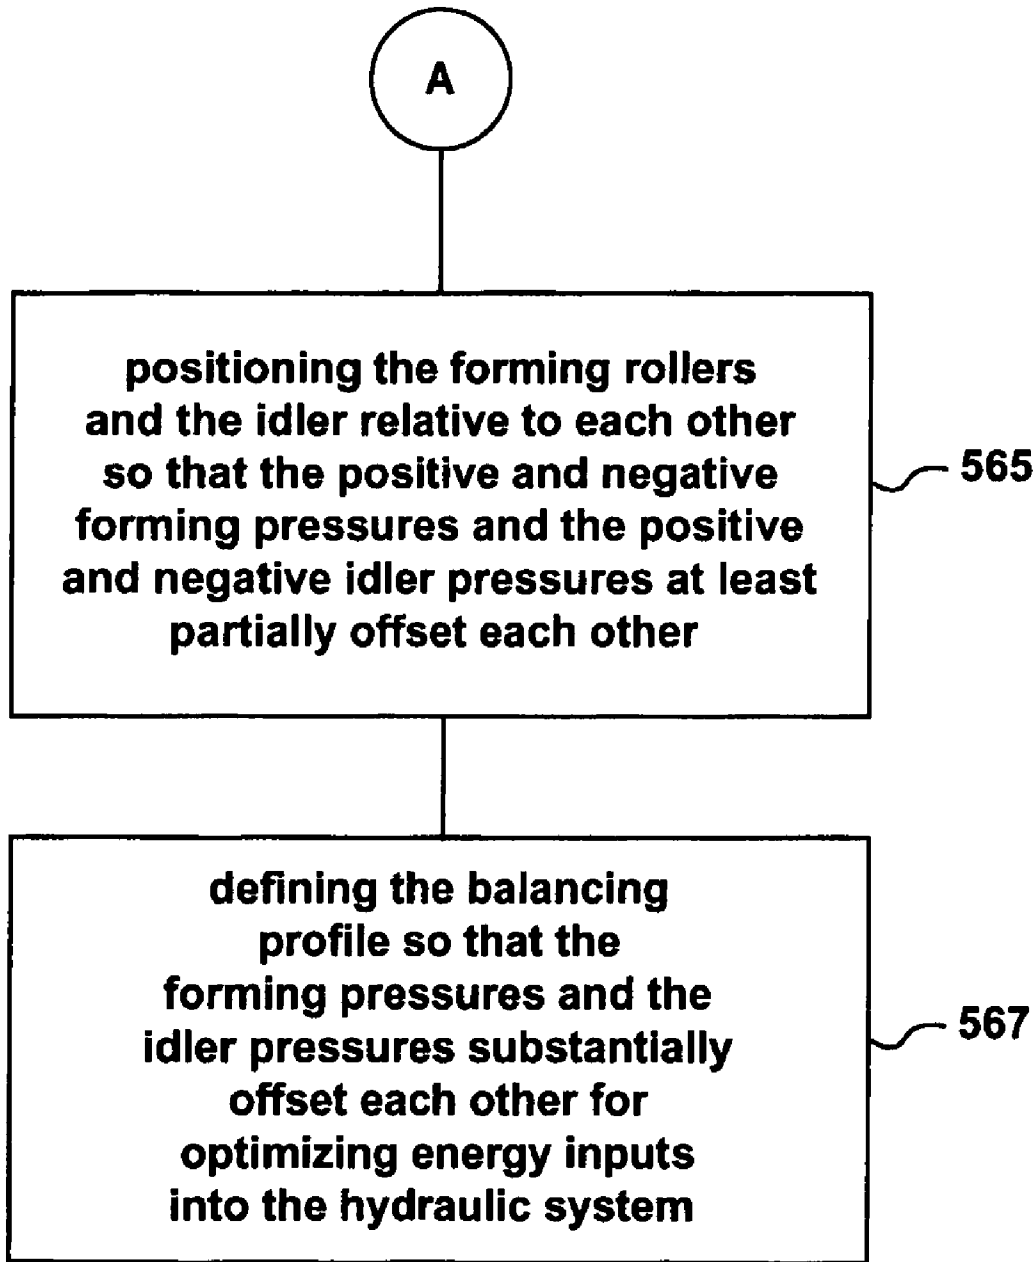 A
positioning the forming rollers
and the idler relative to each other
so that the positive and negative
forming pressures and the positive
and negative idler pressures at least
partially offset each other
565
defining the balancing
profile so that the
forming pressures and the
idler pressures substantially
offset each other for
optimizing energy inputs
into the hydraulic system
567